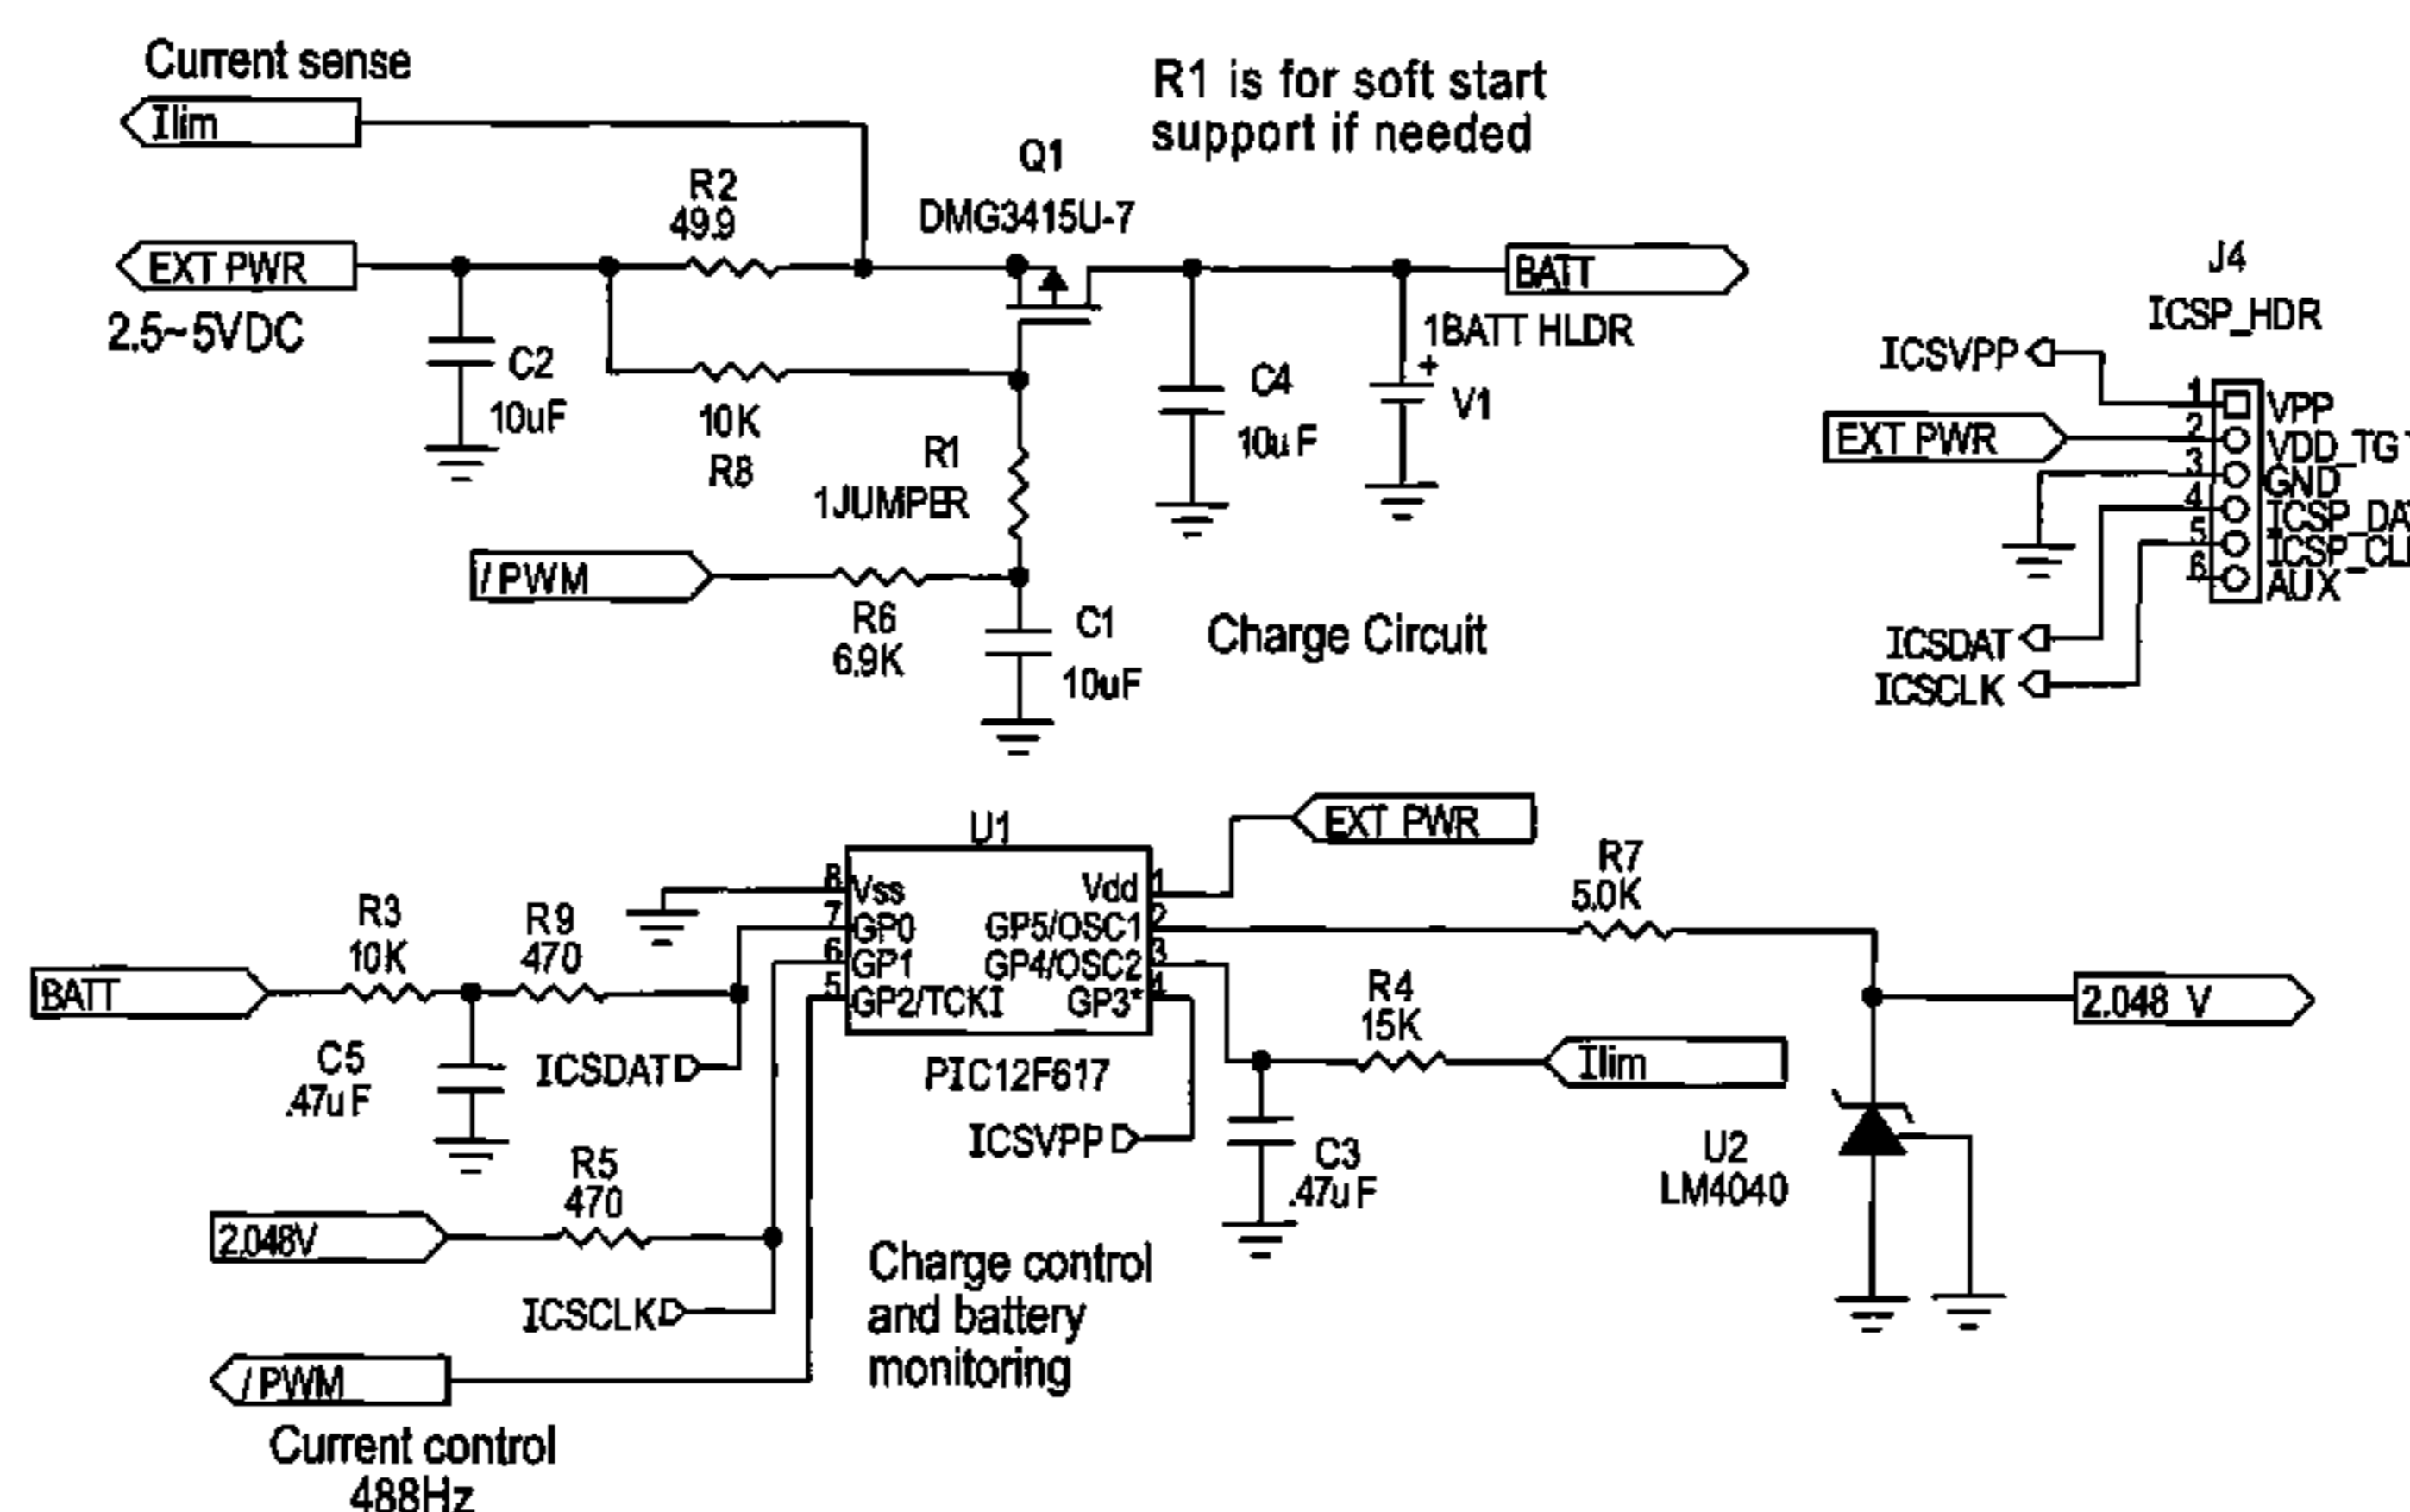 Current sense
Ilim
R1 is for soft start
support if needed
Q1
DMG3415U-7
R2
49.9
EXT PWR
2.5~5VDC
C2
10uF
10K
R8
R1
1JUMPER
BATT
1BATT HLDR
+
V1
C4
10uF
/PWM
R6
6.9K
C1
10uF
Charge Circuit
J4
ICSP_HDR
ICSVPP
EXT PWR
1
2
3
4
5
6
VPP
VDD_TGT
GND
ICSP_DAT
ICSP_CL
AUX
ICSDAT
ICSCLK
U1
EXT PWR
8
7
6
5
Vss
GP0
GP1
GP2/TCKI
Vdd
GP5/OSC1
GP4/OSC2
GP3*
1
2
3
4
PIC12F617
R7
5.0K
R3
10K
R9
470
BATT
C5
.47uF
ICSDAT
R4
15K
Ilim
2.048 V
ICSVPP
C3
.47uF
U2
LM4040
R5
470
2.048V
ICSCLK
Charge control
and battery
monitoring
/PWM
Current control
488Hz